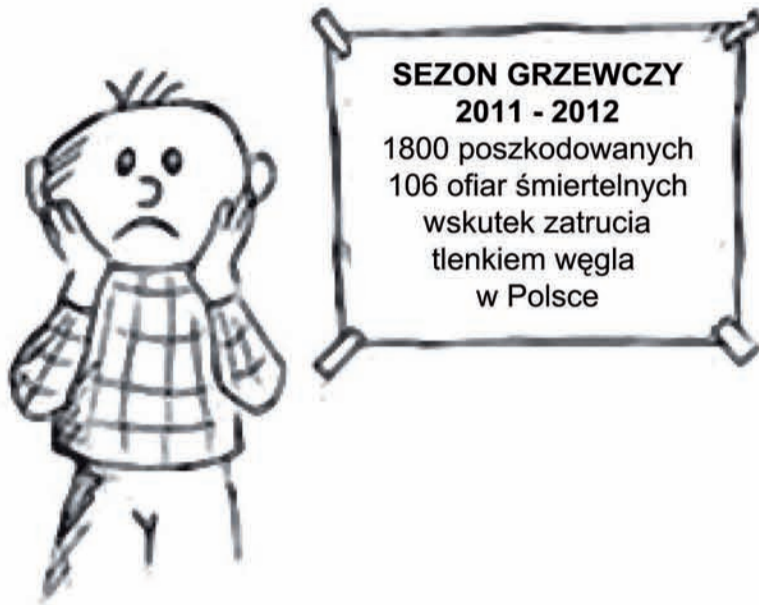 SEZON GRZEWCZY
2011 - 2012
1800 poszkodowanych
106 ofiar śmiertelnych
wskutek zatrucia
tlenkiem węgla
w Polsce